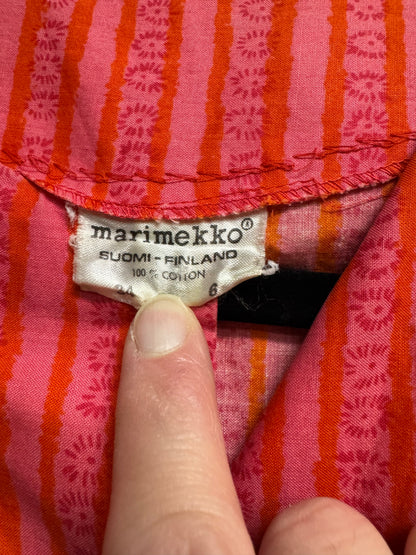 marimekko®
SUOMI-FINLAND
100% COTTON
34 6